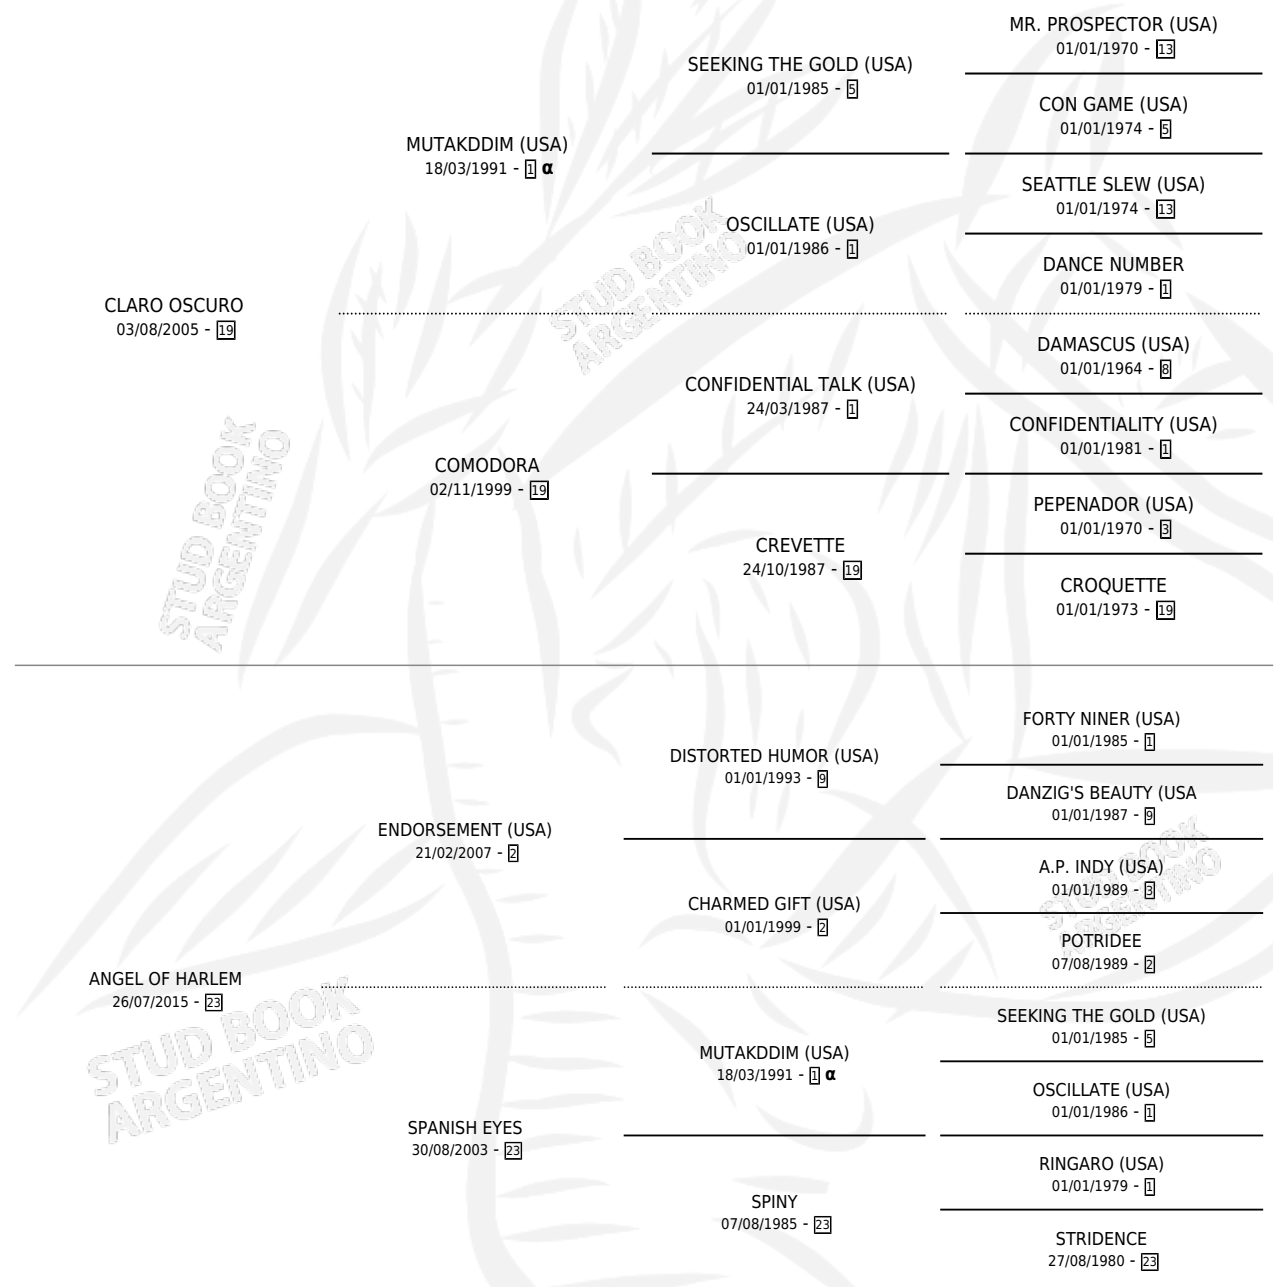 MR. PROSPECTOR (USA)
01/01/1970 - 13
SEEKING THE GOLD (USA)
01/01/1985 - 5
CON GAME (USA)
01/01/1974 - 5
MUTAKDDIM (USA)
18/03/1991 - 1 α
SEATTLE SLEW (USA)
01/01/1974 - 13
OSCILLATE (USA)
01/01/1986 - 1
DANCE NUMBER
01/01/1979 - 1
CLARO OSCURO
03/08/2005 - 19
DAMASCUS (USA)
01/01/1964 - 8
CONFIDENTIAL TALK (USA)
24/03/1987 - 1
CONFIDENTIALITY (USA)
01/01/1981 - 1
COMODORA
02/11/1999 - 19
PEPENADOR (USA)
01/01/1970 - 3
CREVETTE
24/10/1987 - 19
CROQUETTE
01/01/1973 - 19
FORTY NINER (USA)
01/01/1985 - 1
DISTORTED HUMOR (USA)
01/01/1993 - 9
DANZIG'S BEAUTY (USA
01/01/1987 - 9
ENDORSEMENT (USA)
21/02/2007 - 2
A.P. INDY (USA)
01/01/1989 - 3
CHARMED GIFT (USA)
01/01/1999 - 2
POTRIDEE
07/08/1989 - 2
ANGEL OF HARLEM
26/07/2015 - 23
SEEKING THE GOLD (USA)
01/01/1985 - 5
MUTAKDDIM (USA)
18/03/1991 - 1 α
OSCILLATE (USA)
01/01/1986 - 1
SPANISH EYES
30/08/2003 - 23
RINGARO (USA)
01/01/1979 - 1
SPINY
07/08/1985 - 23
STRIDENCE
27/08/1980 - 23
STUD BOOK
ARGENTINO
STUD BOOK
ARGENTINO
STUD BOOK
ARGENTINO
STUD BOOK
ARGENTINO